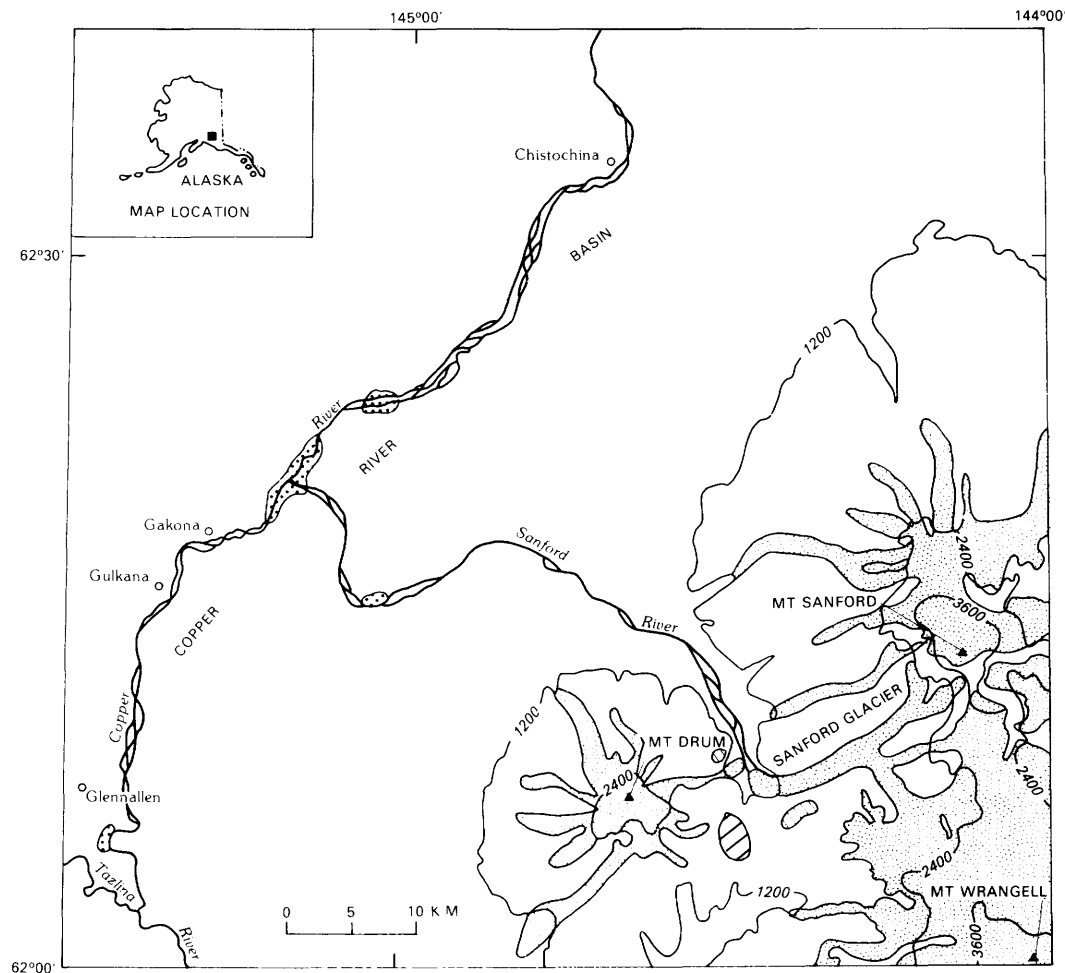 145°00'
144°00'
ALASKA
MAP LOCATION
Chistochina
62°30'
BASIN
1200
River
RIVER
Gakona
Sanford
2400
Gulkana
MT SANFORD
3600
COPPER
River
Copper
1200
SANFORD GLACIER
MT DRUM
2400
2400
Glennallen
Tazlina
2400
1200
MT WRANGELL
0 5 10 KM
River
3600
62°00'